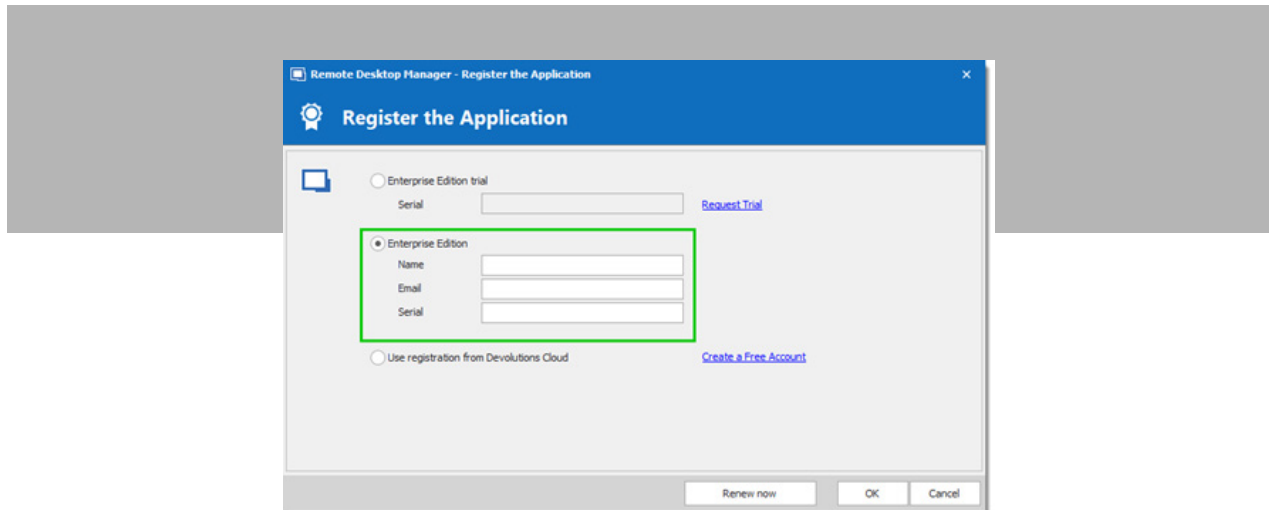 Remote Desktop Manager - Register the Application
Register the Application
Enterprise Edition trial
Serial Request Trial
Enterprise Edition
Name
Email
Serial
Use registration from Devolutions Cloud Create a Free Account
Renew now OK Cancel